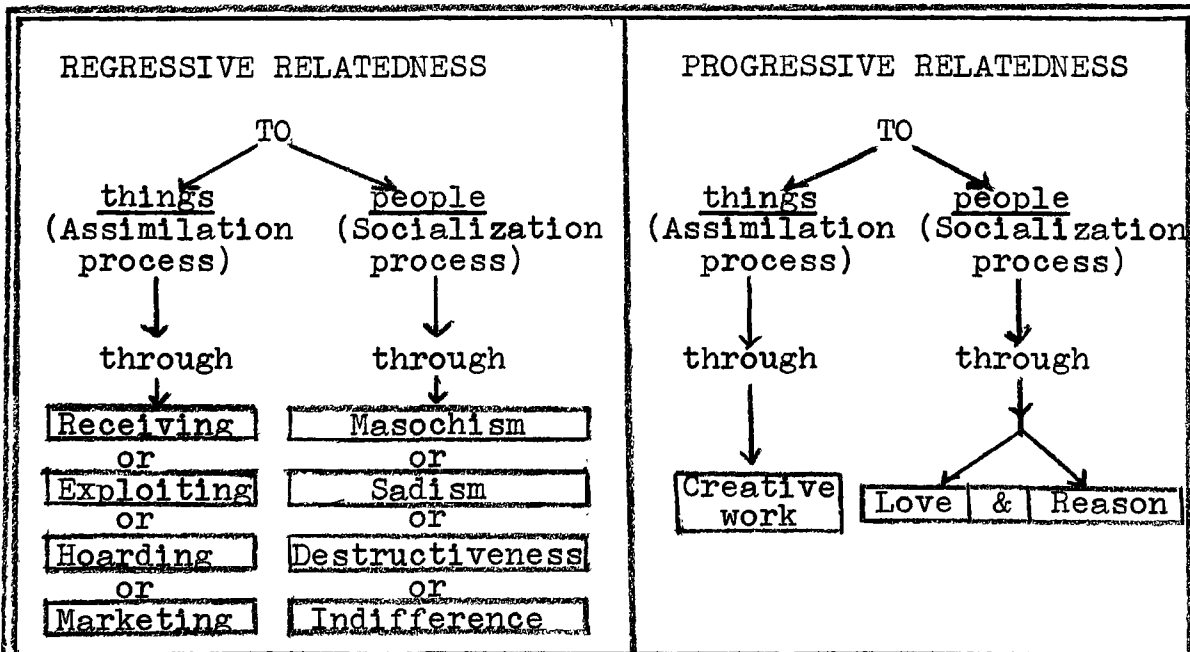 REGRESSIVE RELATEDNESS
TO
things
(Assimilation
process)
through
Receiving
or
Exploiting
or
Hoarding
or
Marketing
people
(Socialization
process)
through
Masochism
or
Sadism
or
Destructiveness
or
Indifference
PROGRESSIVE RELATEDNESS
TO
things
(Assimilation
process)
through
Creative
work
people
(Socialization
process)
through
Love & Reason